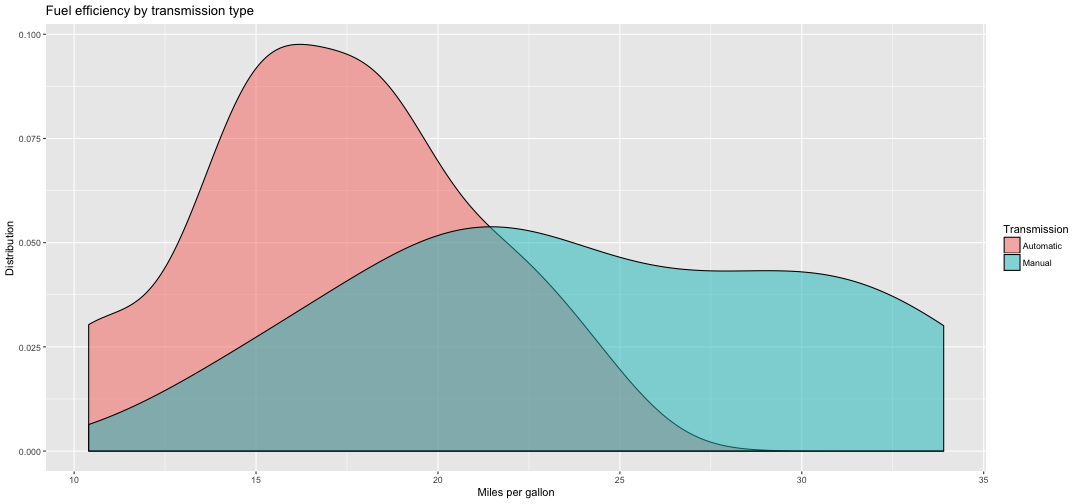 Fuel efficiency by transmission type
0.100
0.075
0.050
0.025
0.000
Distribution
10 15 20 25 30 35
Miles per gallon
Transmission
Automatic
Manual